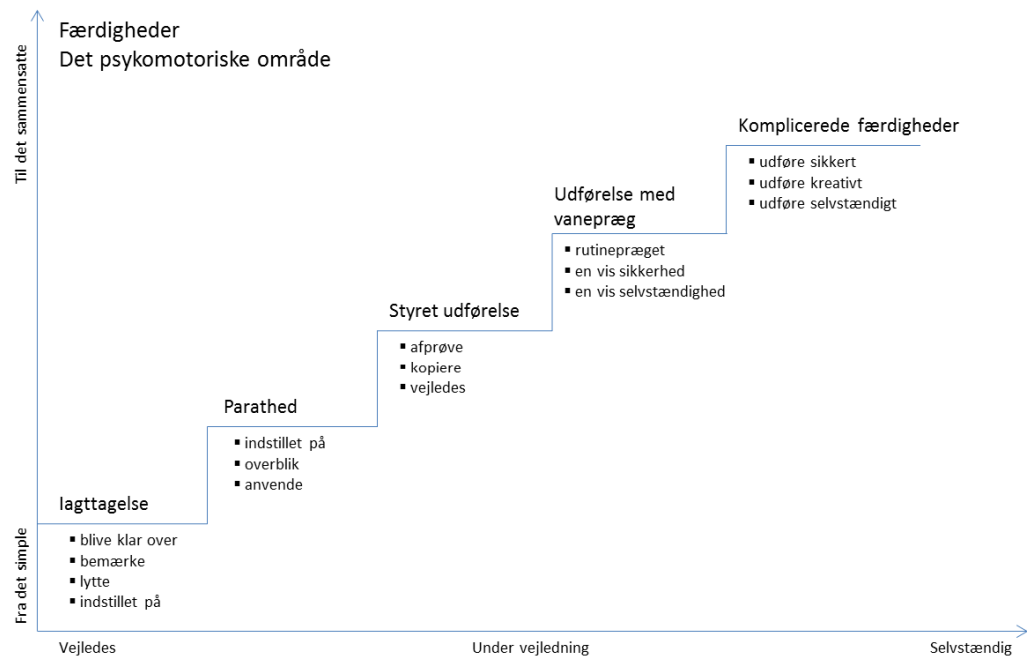 Færdigheder
Det psykomotoriske område
Til det sammensatte
Komplicerede færdigheder
▪ udføre sikkert
▪ udføre kreativt
▪ udføre selvstændigt
Udførelse med
vanepræg
▪ rutinepræget
▪ en vis sikkerhed
▪ en vis selvstændighed
Styret udførelse
▪ afprøve
▪ kopiere
▪ vejledes
Parathed
▪ indstillet på
▪ overblik
▪ anvende
Iagttagelse
▪ blive klar over
▪ bemærke
▪ lytte
▪ indstillet på
Fra det simple
Vejledes
Under vejledning
Selvstændig